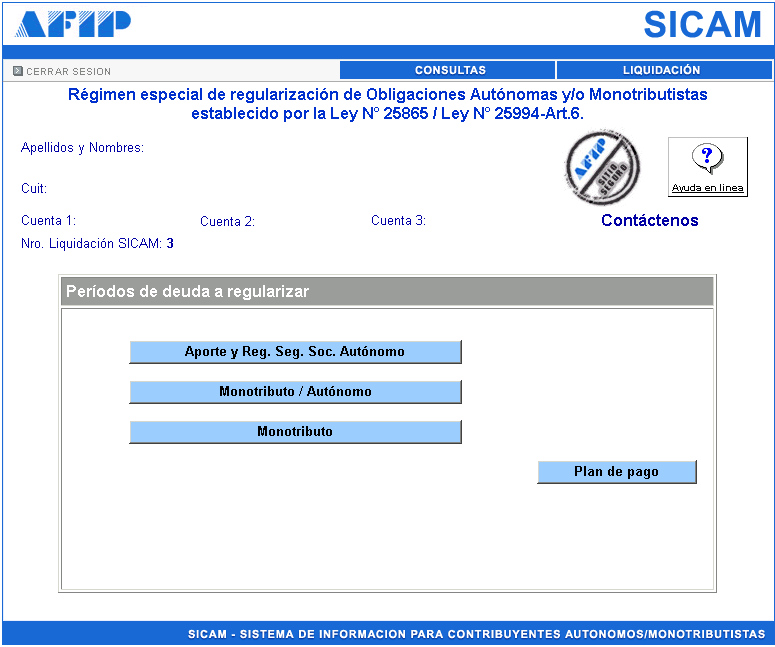 AFIP
SICAM
CERRAR SESION
CONSULTAS
LIQUIDACIÓN
Régimen especial de regularización de Obligaciones Autónomas y/o Monotributistas
establecido por la Ley N° 25865 / Ley N° 25994-Art.6.
Apellidos y Nombres:
AFIP
SITIO
SEGURO
?
Ayuda en linea
Cuit:
Cuenta 1:
Cuenta 2:
Cuenta 3:
Contáctenos
Nro. Liquidación SICAM: 3
Períodos de deuda a regularizar
Aporte y Reg. Seg. Soc. Autónomo
Monotributo / Autónomo
Monotributo
Plan de pago
SICAM - SISTEMA DE INFORMACION PARA CONTRIBUYENTES AUTONOMOS/MONOTRIBUTISTAS